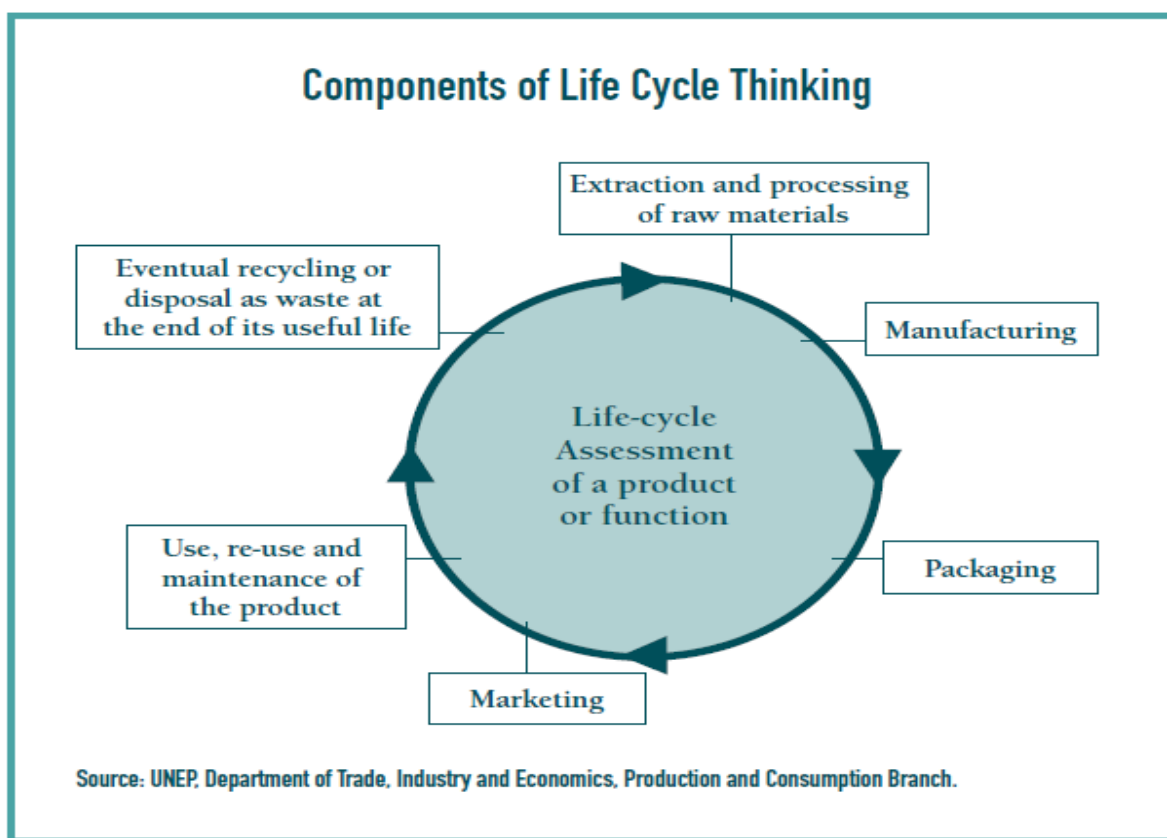 Components of Life Cycle Thinking
Extraction and processing
of raw materials
Eventual recycling or
disposal as waste at
the end of its useful life
Manufacturing
Life-cycle
Assessment
of a product
or function
Use, re-use and
maintenance of
the product
Packaging
Marketing
Source: UNEP, Department of Trade, Industry and Economics, Production and Consumption Branch.